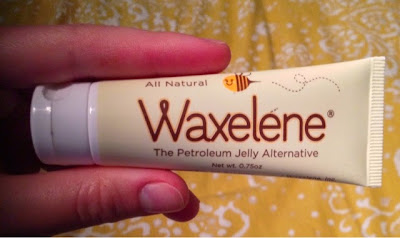 All Natural
Waxelene®
The Petroleum Jelly Alternative
Net wt. 0.75oz